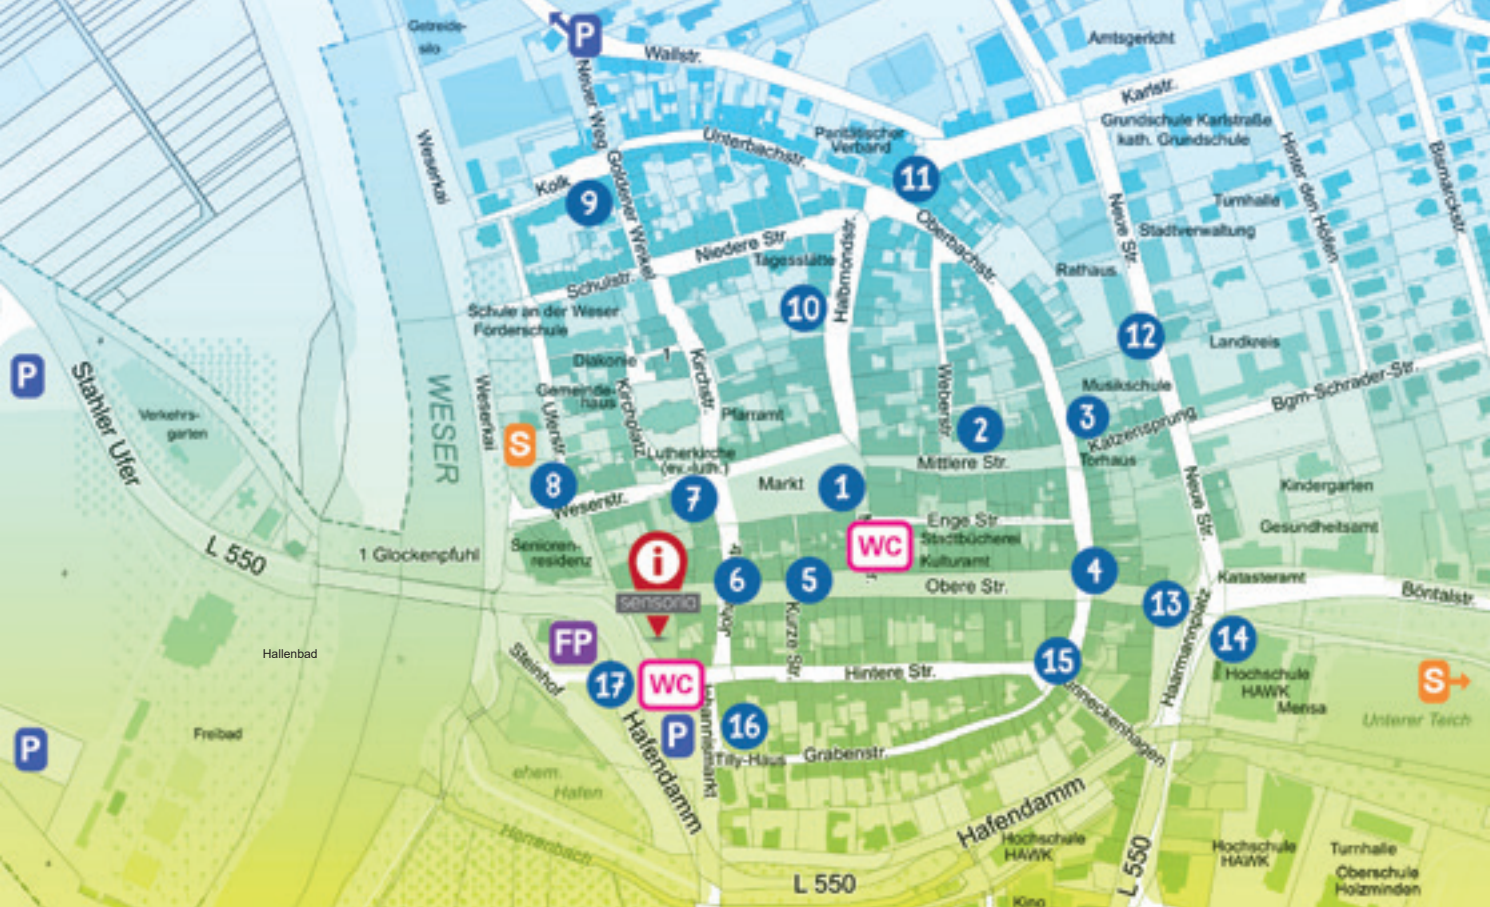 Getreide-
silo
P
Wallstr.
Amtsgericht
Karlstr.
Neuer Weg
Weserkai
Unterbachstr.
Paritätischer
Verband
Grundschule Karlstraße
kath. Grundschule
Hinter den Höfen
Bismarckstr.
Kolk
9
Goldener Winkel
11
Turnhalle
Neue Str.
Stadtverwaltung
Oberbachstr.
Niedere Str.
Tagesstätte
Halbmondstr.
Rathaus
Schulstr.
Schule an der Weser
Förderschule
10
12
Landkreis
Diakonie
1
P
Stahler Ufer
WESER
Weserkai
Gemeinde-
haus
Uferstr.
Kirchplatz
Kirchstr.
Pfarramt
Weberstr.
Musikschule
Bgm-Schrader-Str.
Verkehrs-
garten
2
3
Katzensprung
Torhaus
S
Lutherkirche
(ev.-luth.)
Mittlere Str.
8
Weserstr.
7
Markt
1
Neue Str.
Kindergarten
Enge Str.
Gesundheitsamt
L 550
1 Glockenpfuhl
Senioren-
residenz
i
sensoria
WC
Stadtbücherei
Kulturamt
6
5
Obere Str.
4
Katasteramt
Böntalstr.
13
Kurze Str.
Haarmannplatz
14
FP
Hallenbad
Steinhof
17
WC
Hintere Str.
15
Hochschule
HAWK
Mensa
S
Unterer Teich
P
Freibad
Hafendamm
P
16
Tilly-Haus
Grabenstr.
ehem.
Hafen
Herrenbach
Hafendamm
Hochschule
HAWK
L 550
Hochschule
HAWK
Turnhalle
Oberschule
Holzminden
L 550